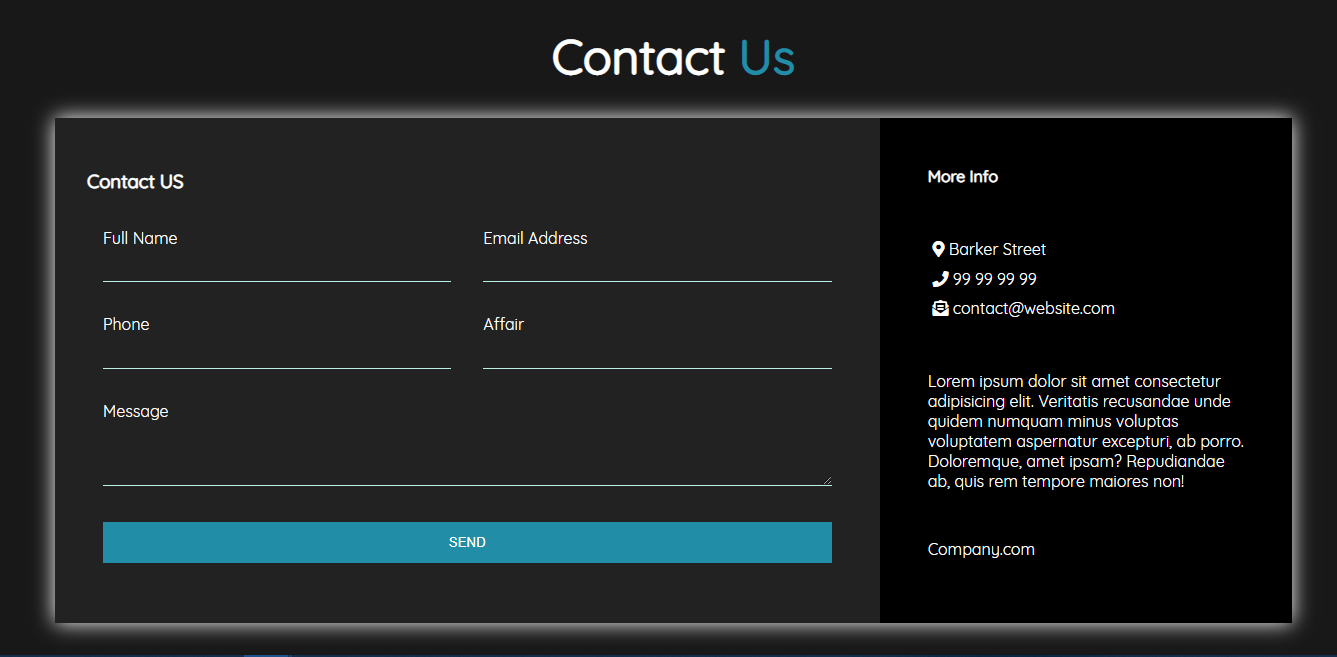 Contact Us
Contact US
Full Name
Email Address
Phone
Affair
Message
SEND
More Info
Barker Street
99 99 99 99
contact@website.com
Lorem ipsum dolor sit amet consectetur
adipisicing elit. Veritatis recusandae unde
quidem numquam minus voluptas
voluptatem aspernatur excepturi, ab porro.
Doloremque, amet ipsam? Repudiandae
ab, quis rem tempore maiores non!
Company.com